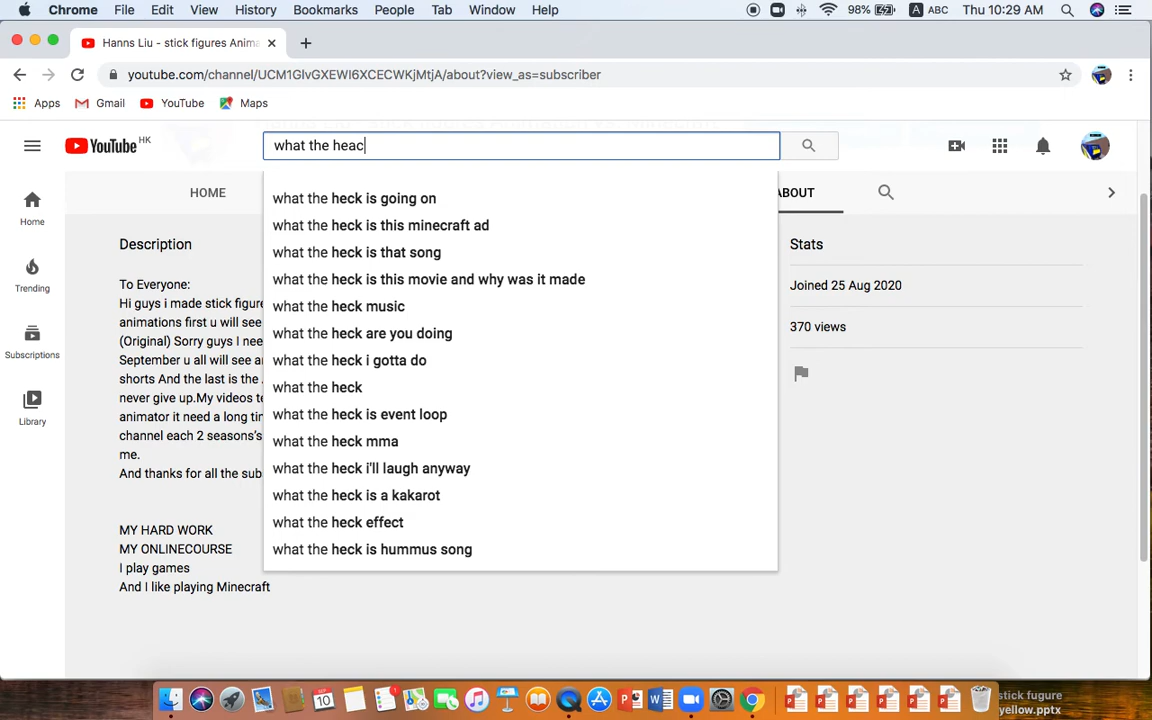 Chrome File Edit View History Bookmarks People Tab Window Help 98% A ABC Thu 10:29 AM
Hanns Liu - stick figures Anima
youtube.com/channel/UCM1GIvGXEWI6XCECWKjMtjA/about?view_as=subscriber
Apps Gmail YouTube Maps
YouTube HK what the heac
HOME ABOUT
Home
Trending
Subscriptions
Library
Description
To Everyone:
Hi guys i made stick figure
animations first u will see
(Original) Sorry guys I nee
September u all will see a
shorts And the last is the
never give up.My videos t
animator it need a long ti
channel each 2 seasons's
me.
And thanks for all the sub
MY HARD WORK
MY ONLINECOURSE
I play games
And I like playing Minecraft
what the heck is going on
what the heck is this minecraft ad
what the heck is that song
what the heck is this movie and why was it made
what the heck music
what the heck are you doing
what the heck i gotta do
what the heck
what the heck is event loop
what the heck mma
what the heck i'll laugh anyway
what the heck is a kakarot
what the heck effect
what the heck is hummus song
Stats
Joined 25 Aug 2020
370 views
SEP
10
1
stick fugure
yellow.pptx